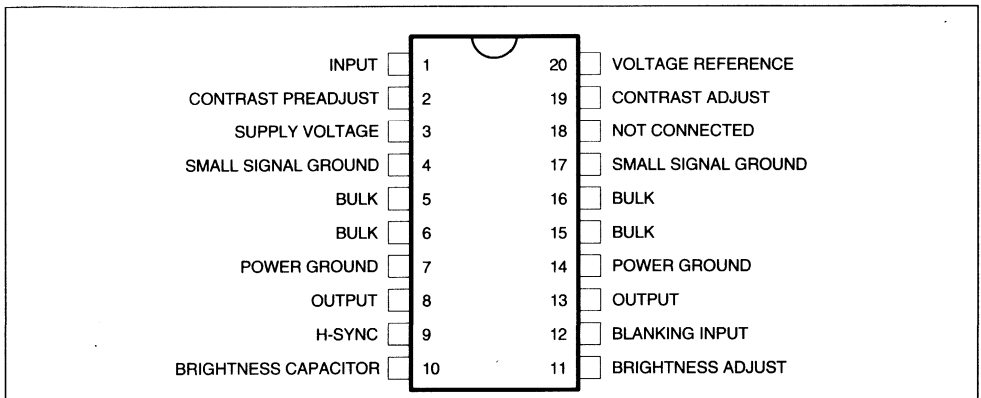 INPUT 1 20 VOLTAGE REFERENCE
CONTRAST PREADJUST 2 19 CONTRAST ADJUST
SUPPLY VOLTAGE 3 18 NOT CONNECTED
SMALL SIGNAL GROUND 4 17 SMALL SIGNAL GROUND
BULK 5 16 BULK
BULK 6 15 BULK
POWER GROUND 7 14 POWER GROUND
OUTPUT 8 13 OUTPUT
H-SYNC 9 12 BLANKING INPUT
BRIGHTNESS CAPACITOR 10 11 BRIGHTNESS ADJUST